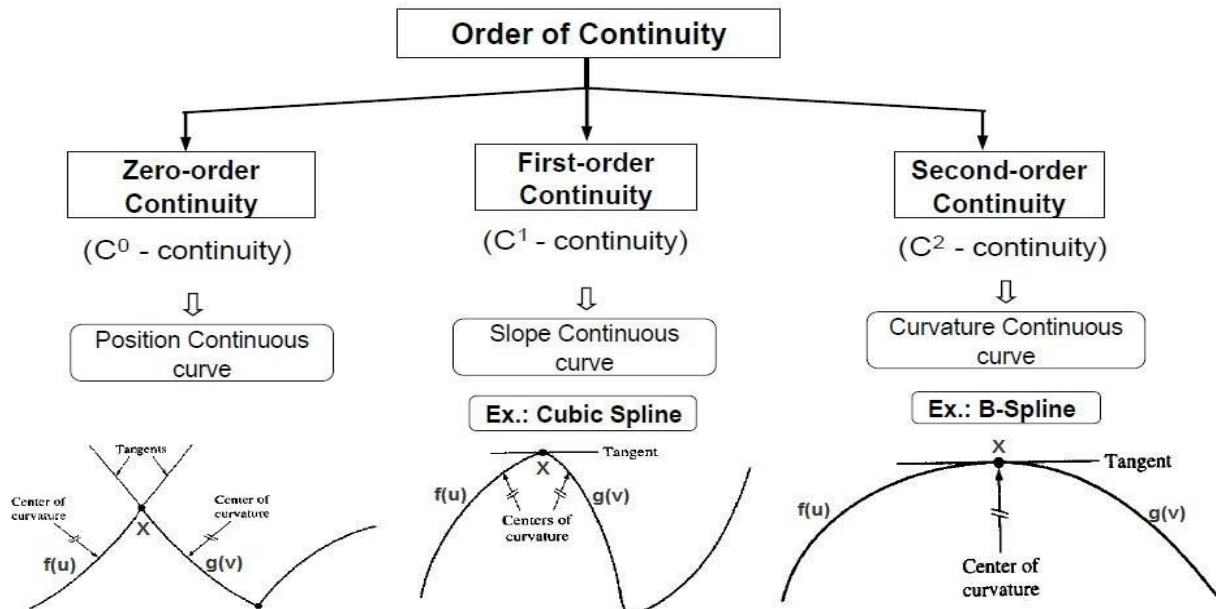 Order of Continuity
Zero-order
Continuity
(C⁰ - continuity)
Position Continuous
curve
First-order
Continuity
(C¹ - continuity)
Slope Continuous
curve
Ex.: Cubic Spline
Second-order
Continuity
(C² - continuity)
Curvature Continuous
curve
Ex.: B-Spline
Tangents
Center of
curvature
Center of
curvature
X
f(u)
g(v)
Tangent
X
f(u)
g(v)
Centers of
curvature
X
Tangent
f(u)
g(v)
Center of
curvature